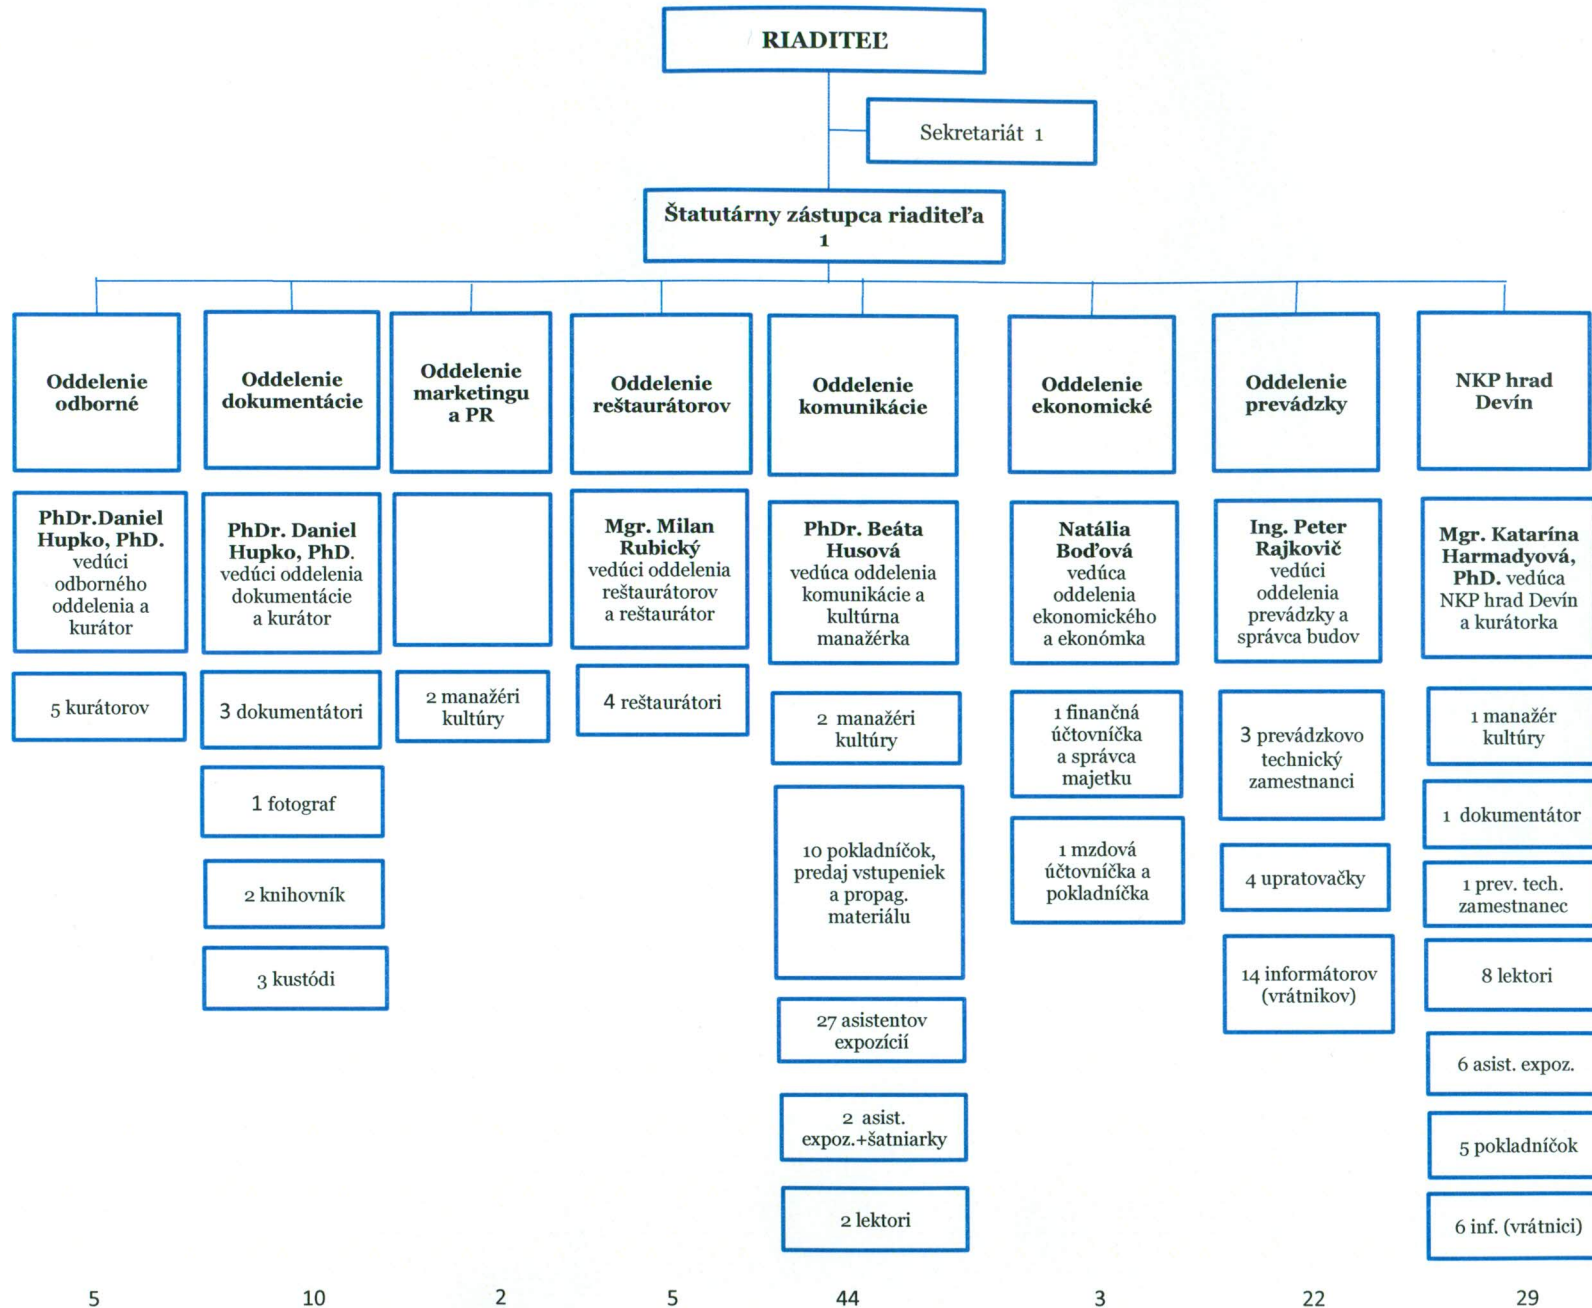 RIADITEĽ
Sekretariát 1
Štatutárny zástupca riaditeľa
1
Oddelenie
odborné
Oddelenie
dokumentácie
Oddelenie
marketingu
a PR
Oddelenie
reštaurátorov
Oddelenie
komunikácie
Oddelenie
ekonomické
Oddelenie
prevádzky
NKP hrad
Devín
PhDr.Daniel
Hupko, PhD.
vedúci
odborného
oddelenia a
kurátor
PhDr. Daniel
Hupko, PhD.
vedúci oddelenia
dokumentácie
a kurátor
Mgr. Milan
Rubický
vedúci oddelenia
reštaurátorov
a reštaurátor
PhDr. Beáta
Husová
vedúca oddelenia
komunikácie a
kultúrna
manažérka
Natália
Boďová
vedúca
oddelenia
ekonomického
a ekonómka
Ing. Peter
Rajkovič
vedúci
oddelenia
prevádzky a
správca budov
Mgr. Katarína
Harmadyová,
PhD. vedúca
NKP hrad Devín
a kurátorka
5 kurátorov
3 dokumentátori
1 fotograf
2 knihovník
3 kustódi
2 manažéri
kultúry
4 reštaurátori
2 manažéri
kultúry
10 pokladníčok,
predaj vstupeniek
a propag.
materiálu
27 asistentov
expozícií
2 asist.
expoz.+šatniarky
2 lektori
1 finančná
účtovníčka
a správca
majetku
1 mzdová
účtovníčka a
pokladníčka
3 prevádzkovo
technický
zamestnanci
4 upratovačky
14 informátorov
(vrátnikov)
1 manažér
kultúry
1 dokumentátor
1 prev. tech.
zamestnanec
8 lektori
6 asist. expoz.
5 pokladníčok
6 inf. (vrátnici)
5 10 2 5 44 3 22 29